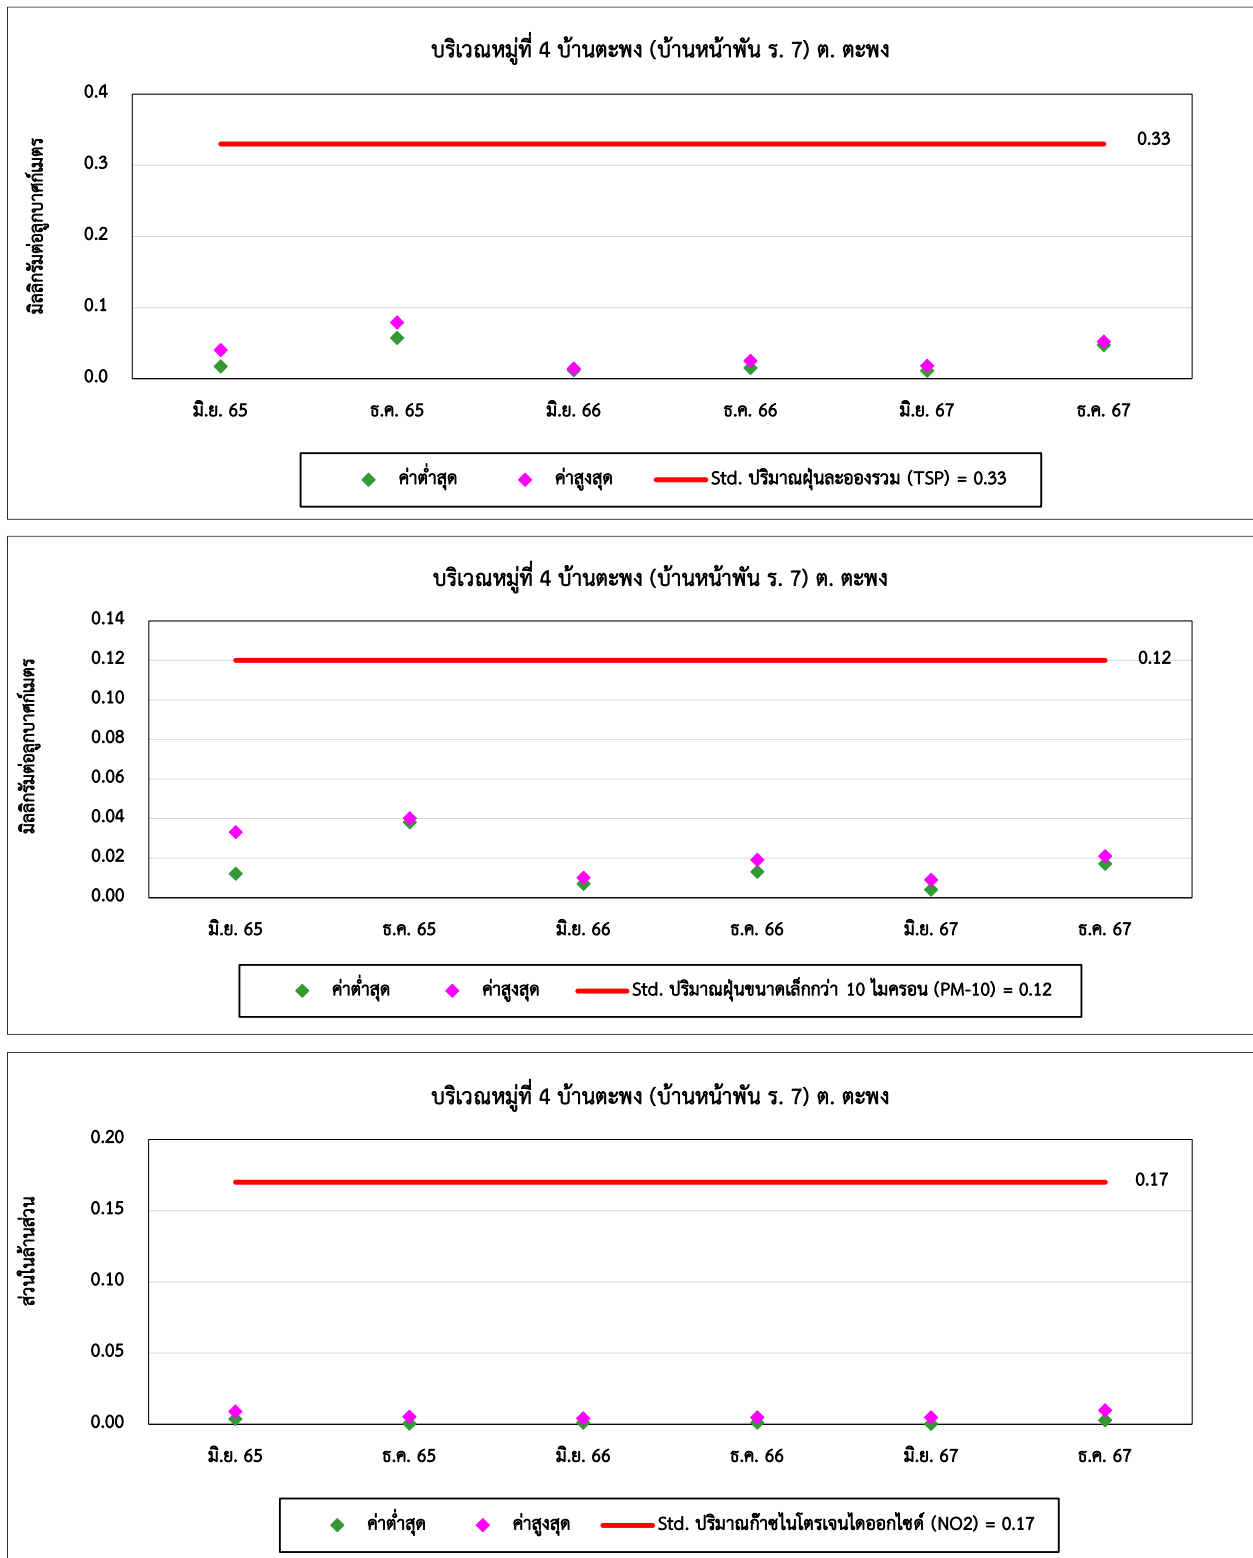 บริเวณหมู่ที่ 4 บ้านตะพง (บ้านหน้าพัน ร. 7) ต. ตะพง
มิลลิกรัมต่อลูกบาศก์เมตร
0.4
0.3
0.2
0.1
0.0
0.33
มิ.ย. 65 ธ.ค. 65 มิ.ย. 66 ธ.ค. 66 มิ.ย. 67 ธ.ค. 67
ค่าต่ำสุด ค่าสูงสุด Std. ปริมาณฝุ่นละอองรวม (TSP) = 0.33
บริเวณหมู่ที่ 4 บ้านตะพง (บ้านหน้าพัน ร. 7) ต. ตะพง
มิลลิกรัมต่อลูกบาศก์เมตร
0.14
0.12
0.10
0.08
0.06
0.04
0.02
0.00
0.12
มิ.ย. 65 ธ.ค. 65 มิ.ย. 66 ธ.ค. 66 มิ.ย. 67 ธ.ค. 67
ค่าต่ำสุด ค่าสูงสุด Std. ปริมาณฝุ่นขนาดเล็กกว่า 10 ไมครอน (PM-10) = 0.12
บริเวณหมู่ที่ 4 บ้านตะพง (บ้านหน้าพัน ร. 7) ต. ตะพง
ส่วนในล้านส่วน
0.20
0.15
0.10
0.05
0.00
0.17
มิ.ย. 65 ธ.ค. 65 มิ.ย. 66 ธ.ค. 66 มิ.ย. 67 ธ.ค. 67
ค่าต่ำสุด ค่าสูงสุด Std. ปริมาณก๊าซไนโตรเจนไดออกไซด์ (NO2) = 0.17